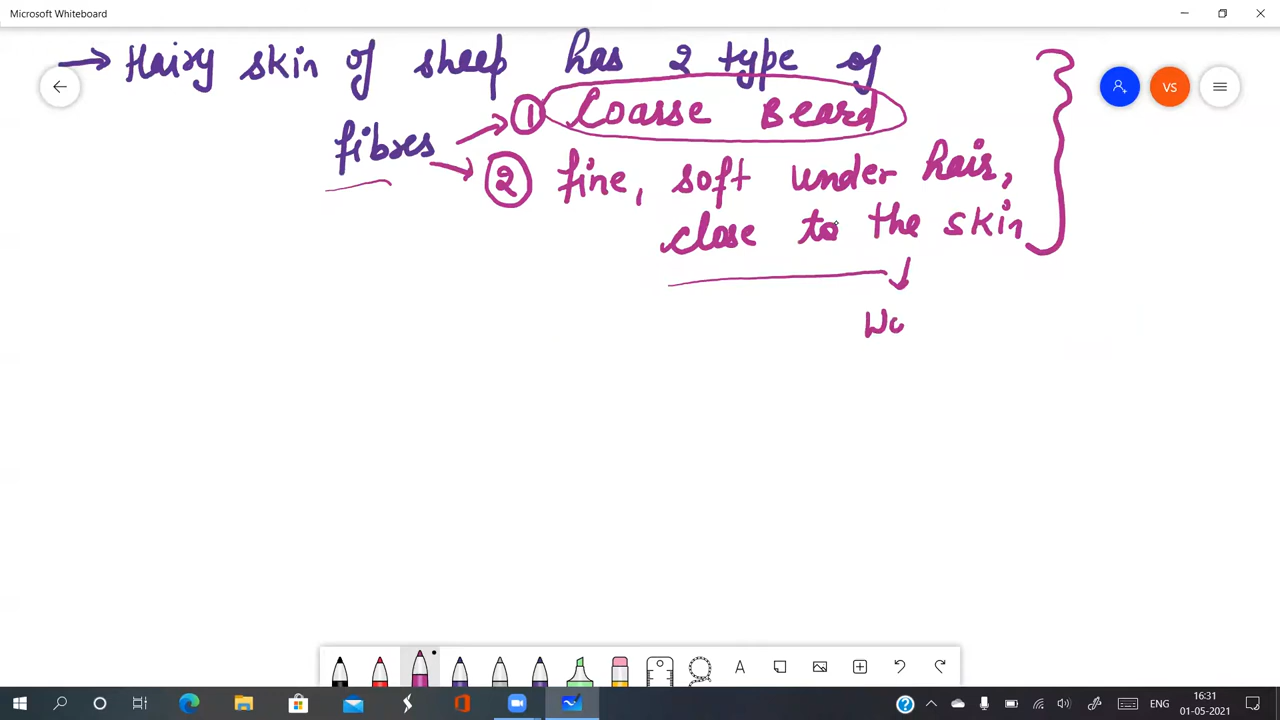 Microsoft Whiteboard
→ Hairy skin of sheep has 2 type of
fibres → ① Coarse Beard
→ ② fine, soft under hair,
close to the skin
↓
Wo
VS
A
ENG
16:31
01-05-2021